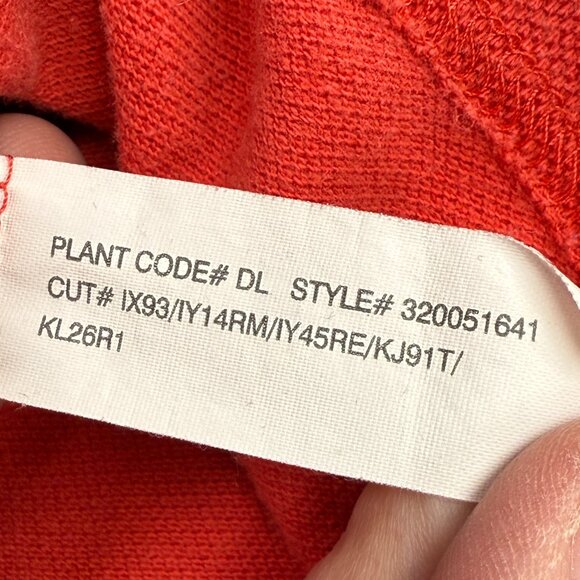 PLANT CODE# DL STYLE# 320051641
CUT# IX93/IY14RM/IY45RE/KJ91T/
KL26R1